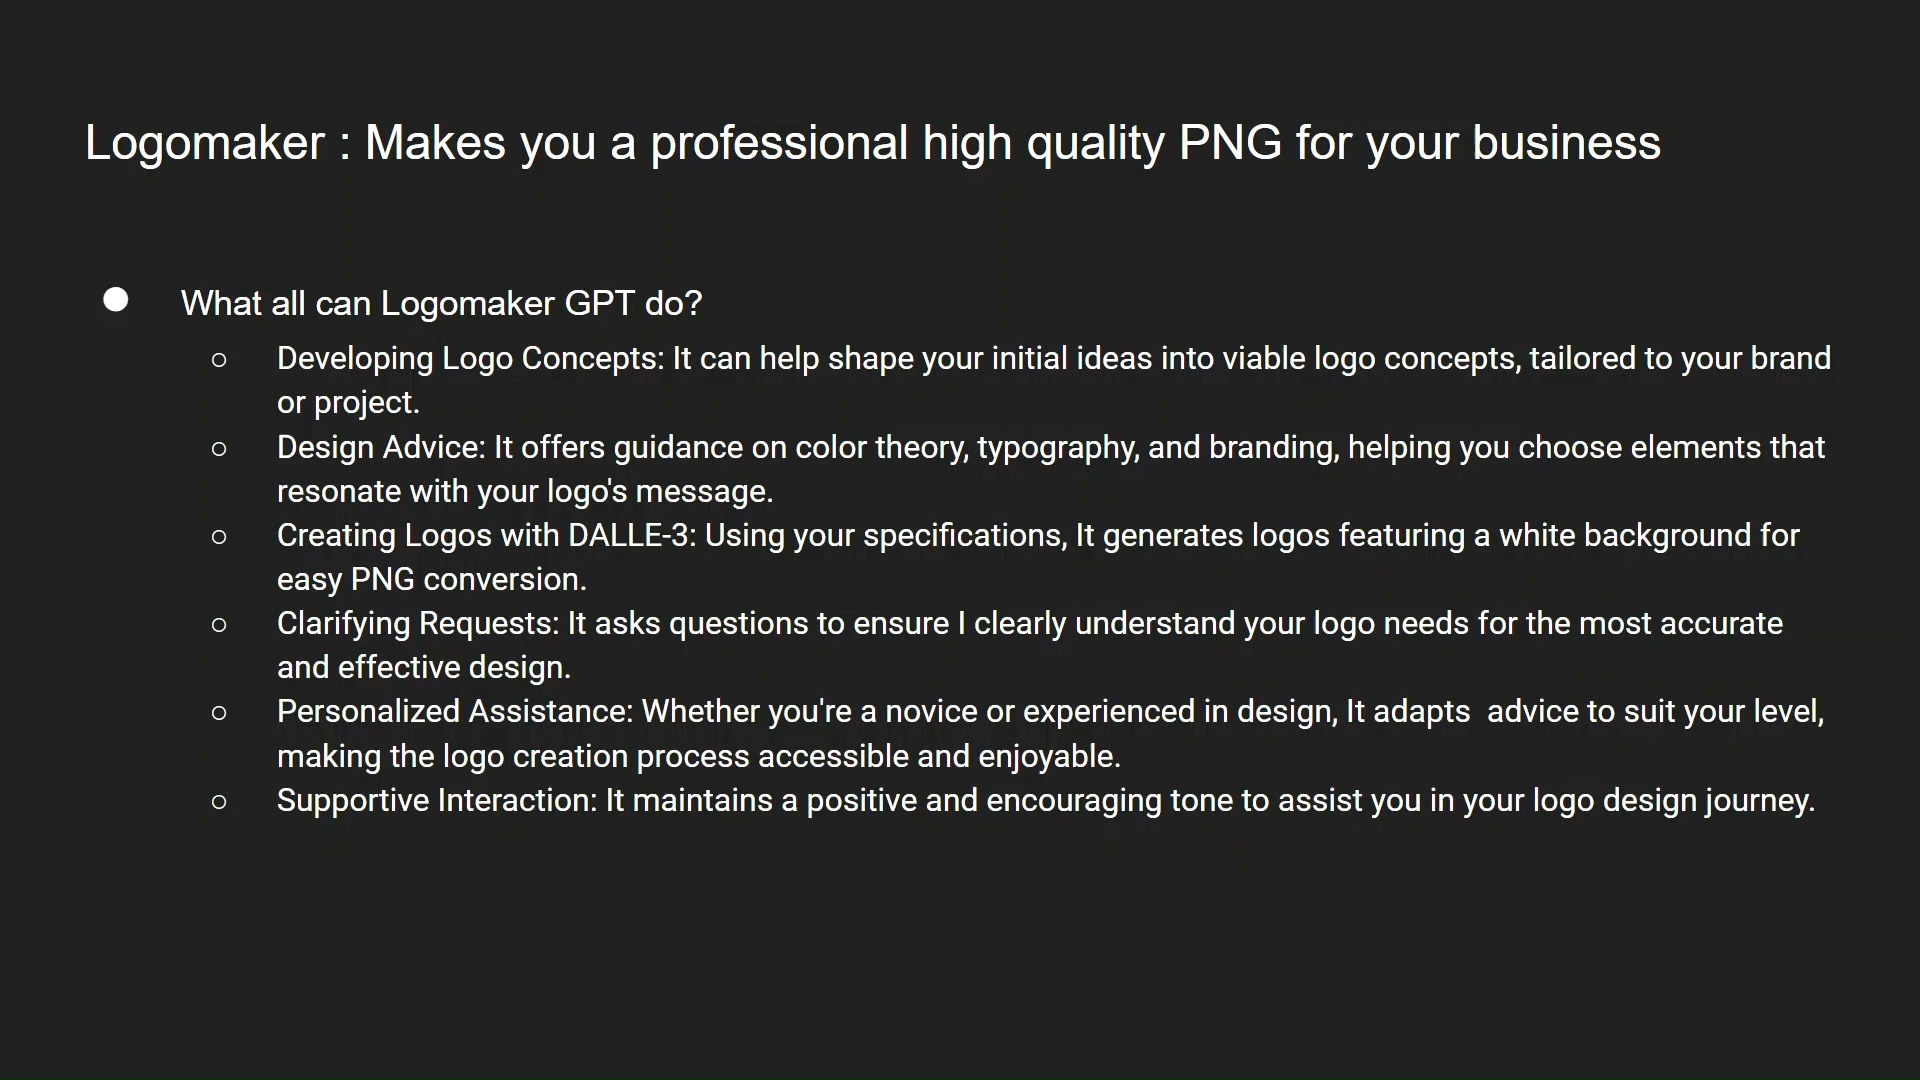 Logomaker : Makes you a professional high quality PNG for your business
● What all can Logomaker GPT do?
○ Developing Logo Concepts: It can help shape your initial ideas into viable logo concepts, tailored to your brand
or project.
○ Design Advice: It offers guidance on color theory, typography, and branding, helping you choose elements that
resonate with your logo's message.
○ Creating Logos with DALLE-3: Using your specifications, It generates logos featuring a white background for
easy PNG conversion.
○ Clarifying Requests: It asks questions to ensure I clearly understand your logo needs for the most accurate
and effective design.
○ Personalized Assistance: Whether you're a novice or experienced in design, It adapts  advice to suit your level,
making the logo creation process accessible and enjoyable.
○ Supportive Interaction: It maintains a positive and encouraging tone to assist you in your logo design journey.